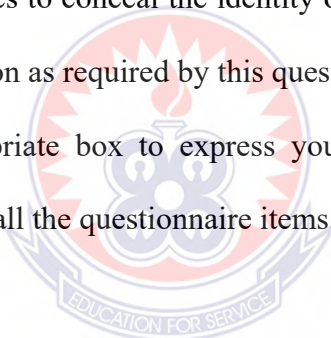 es to conceal the identity o
on as required by this quest
priate box to express you
all the questionnaire items.
EDUCATION FOR SERVICE